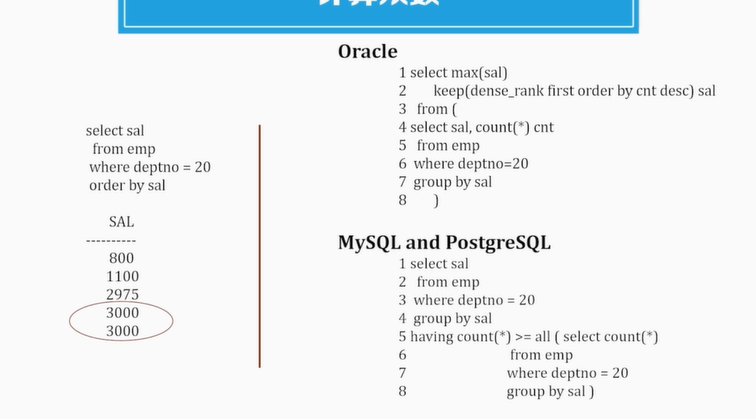 select sal
from emp
where deptno = 20
order by sal
SAL
----------
800
1100
2975
3000
3000
Oracle
1 select max(sal)
2 keep(dense_rank first order by cnt desc) sal
3 from (
4 select sal, count(*) cnt
5 from emp
6 where deptno=20
7 group by sal
8 )
MySQL and PostgreSQL
1 select sal
2 from emp
3 where deptno = 20
4 group by sal
5 having count(*) >= all ( select count(*)
6 from emp
7 where deptno = 20
8 group by sal )